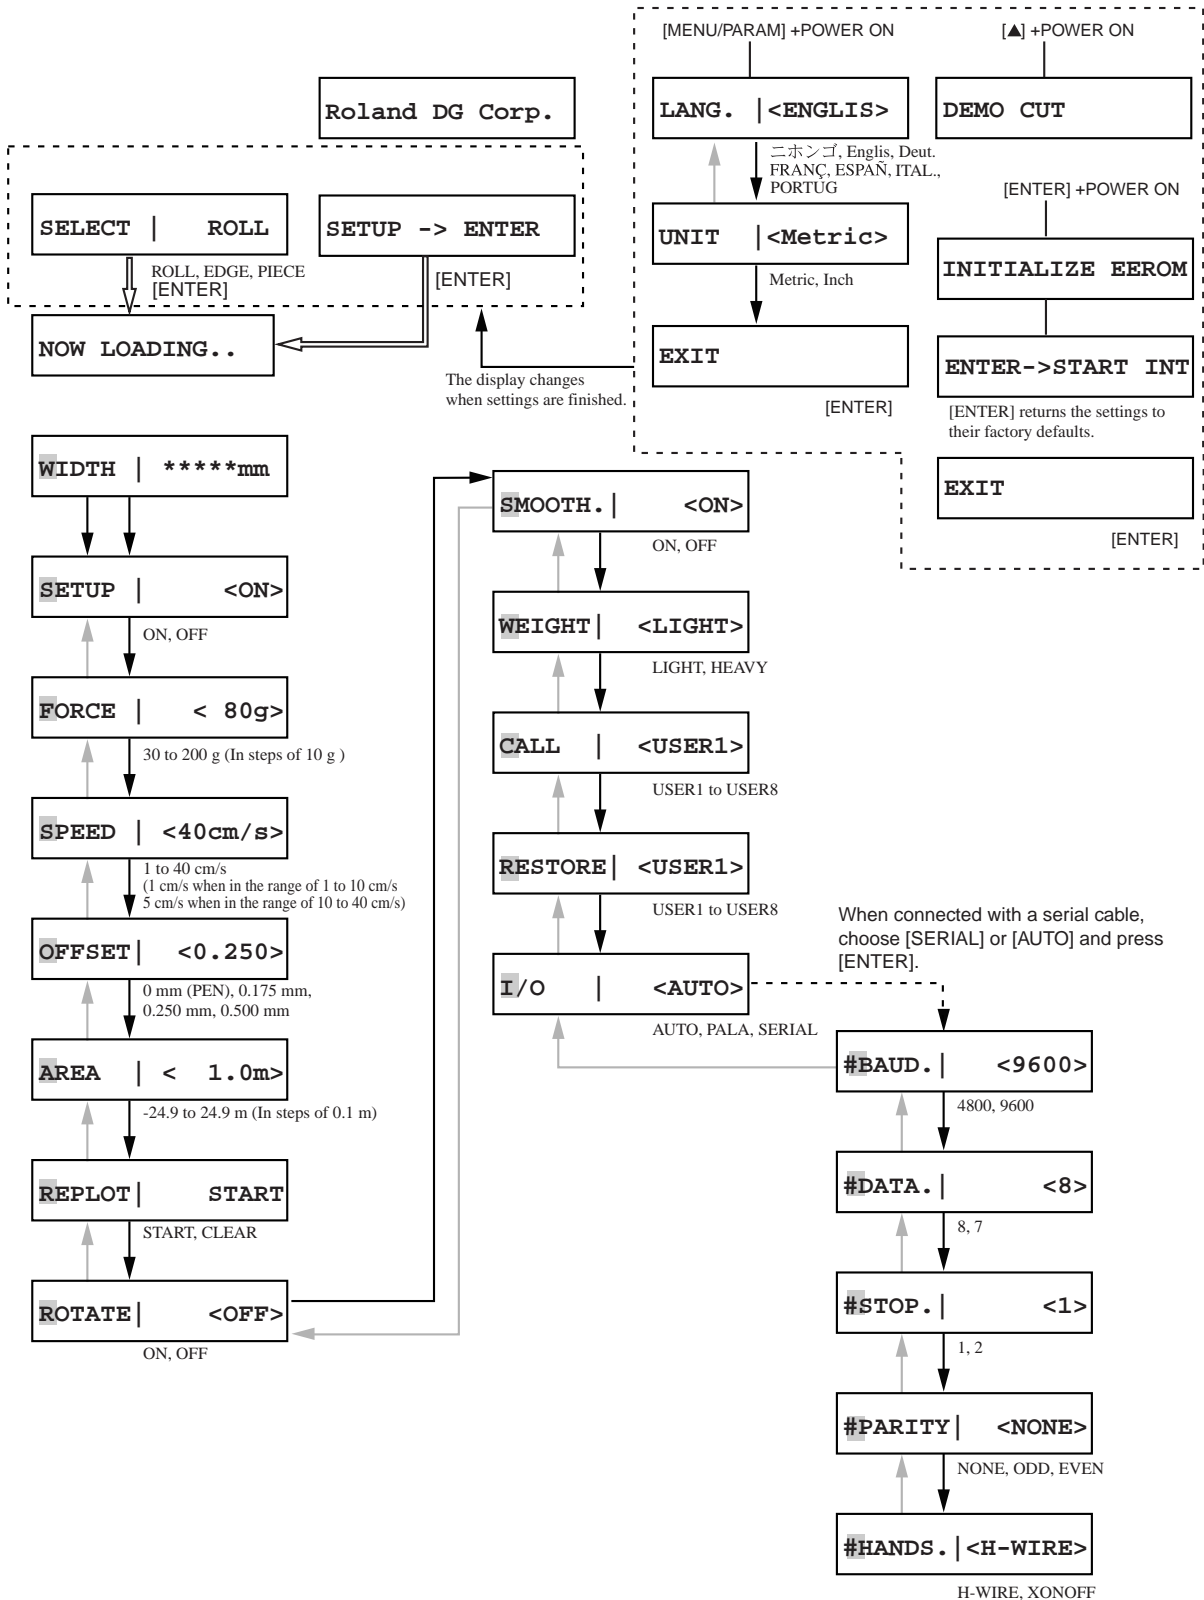 [MENU/PARAM] +POWER ON
[▲] +POWER ON
Roland DG Corp.
LANG. |<ENGLIS>
DEMO CUT
ニホンゴ, Englis, Deut.
FRANÇ, ESPAÑ, ITAL.,
PORTUG
[ENTER] +POWER ON
SELECT | ROLL
SETUP -> ENTER
UNIT |<Metric>
INITIALIZE EEROM
ROLL, EDGE, PIECE
[ENTER]
[ENTER]
Metric, Inch
NOW LOADING..
EXIT
ENTER->START INT
The display changes
when settings are finished.
[ENTER]
[ENTER] returns the settings to
their factory defaults.
EXIT
[ENTER]
WIDTH | *****mm
SETUP | <ON>
ON, OFF
FORCE | < 80g>
30 to 200 g (In steps of 10 g )
SPEED | <40cm/s>
1 to 40 cm/s
(1 cm/s when in the range of 1 to 10 cm/s
5 cm/s when in the range of 10 to 40 cm/s)
OFFSET| <0.250>
0 mm (PEN), 0.175 mm,
0.250 mm, 0.500 mm
AREA | < 1.0m>
-24.9 to 24.9 m (In steps of 0.1 m)
REPLOT| START
START, CLEAR
ROTATE| <OFF>
ON, OFF
SMOOTH.| <ON>
ON, OFF
WEIGHT| <LIGHT>
LIGHT, HEAVY
CALL | <USER1>
USER1 to USER8
RESTORE| <USER1>
USER1 to USER8
I/O | <AUTO>
AUTO, PALA, SERIAL
When connected with a serial cable,
choose [SERIAL] or [AUTO] and press
[ENTER].
#BAUD.| <9600>
4800, 9600
#DATA.| <8>
8, 7
#STOP.| <1>
1, 2
#PARITY| <NONE>
NONE, ODD, EVEN
#HANDS.|<H-WIRE>
H-WIRE, XONOFF